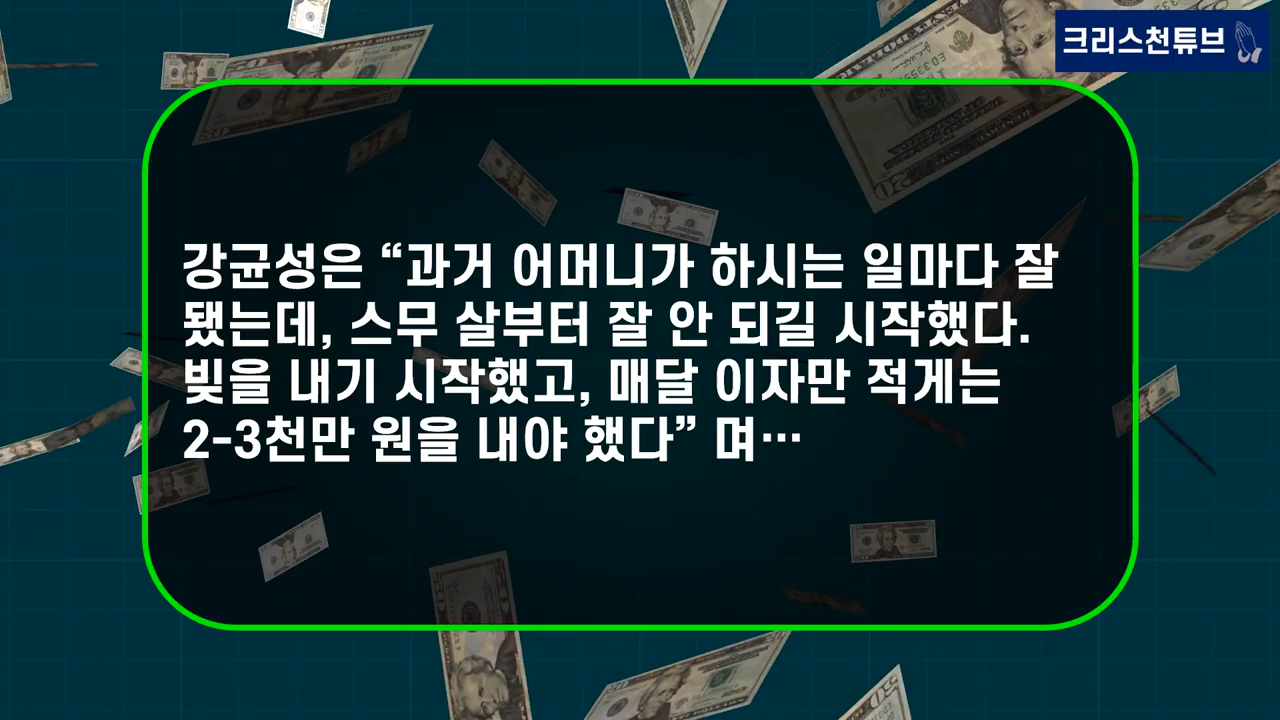 크리스천튜브
강균성은 “과거 어머니가 하시는 일마다 잘
됐는데, 스무 살부터 잘 안 되길 시작했다.
빚을 내기 시작했고, 매달 이자만 적게는
2-3천만 원을 내야 했다” 며…